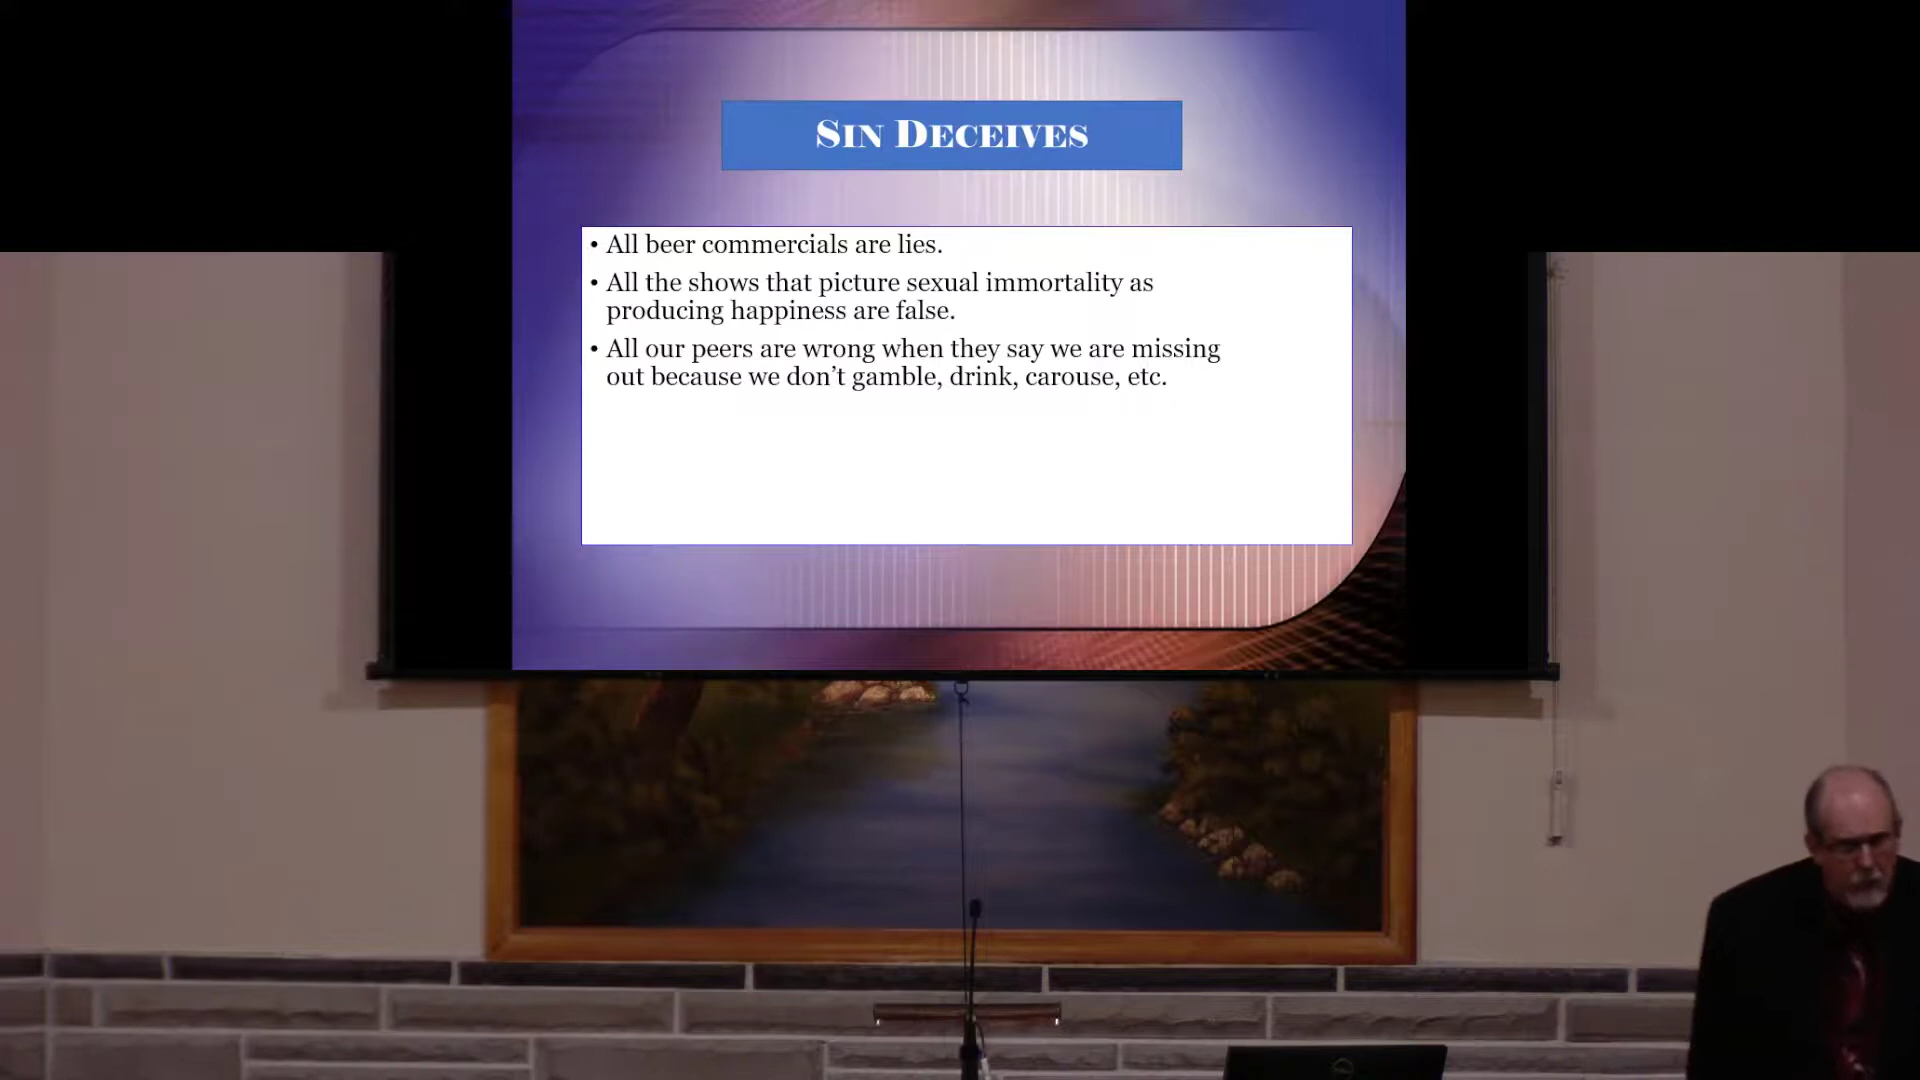 SIN DECEIVES
• All beer commercials are lies.
• All the shows that picture sexual immortality as
producing happiness are false.
• All our peers are wrong when they say we are missing
out because we don’t gamble, drink, carouse, etc.